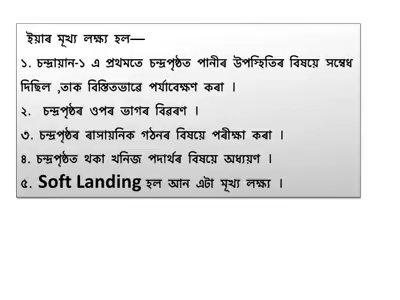 ইয়াৰ মূখ্য লক্ষ্য হল—
১. চন্দ্ৰায়ান-১ এ প্ৰথমতে চন্দ্ৰপৃষ্ঠত পানীৰ উপস্হিতিৰ বিষয়ে সম্বেধ
দিছিল ,তাক বিস্তিতভাৱে পৰ্যাবেক্ষণ কৰা ।
২. চন্দ্ৰপৃষ্ঠৰ ওপৰ ভাগৰ বিৱৰণ ।
৩. চন্দ্ৰপৃষ্ঠৰ ৰাসায়নিক গঠনৰ বিষয়ে পৰীক্ষা কৰা ।
৪. চন্দ্ৰপৃষ্ঠত থকা খনিজ পদাৰ্থৰ বিষয়ে অধ্যয়ণ ।
৫. Soft Landing হল আন এটা মূখ্য লক্ষ্য ।